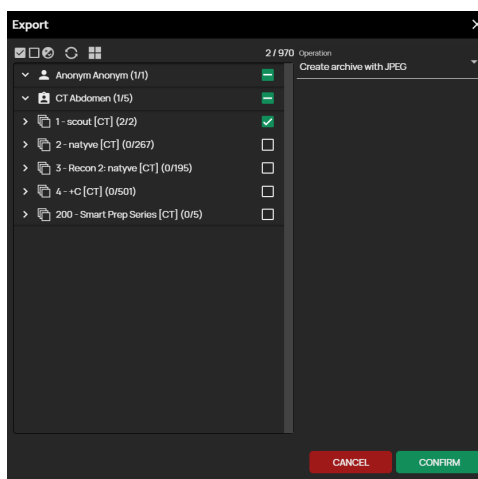 Export
2 / 970
Operation
Create archive with JPEG
Anonym Anonym (1/1)
CT Abdomen (1/5)
1 - scout [CT] (2/2)
2 - natyve [CT] (0/267)
3 - Recon 2: natyve [CT] (0/195)
4 - +C [CT] (0/501)
200 - Smart Prep Series [CT] (0/5)
CANCEL
CONFIRM